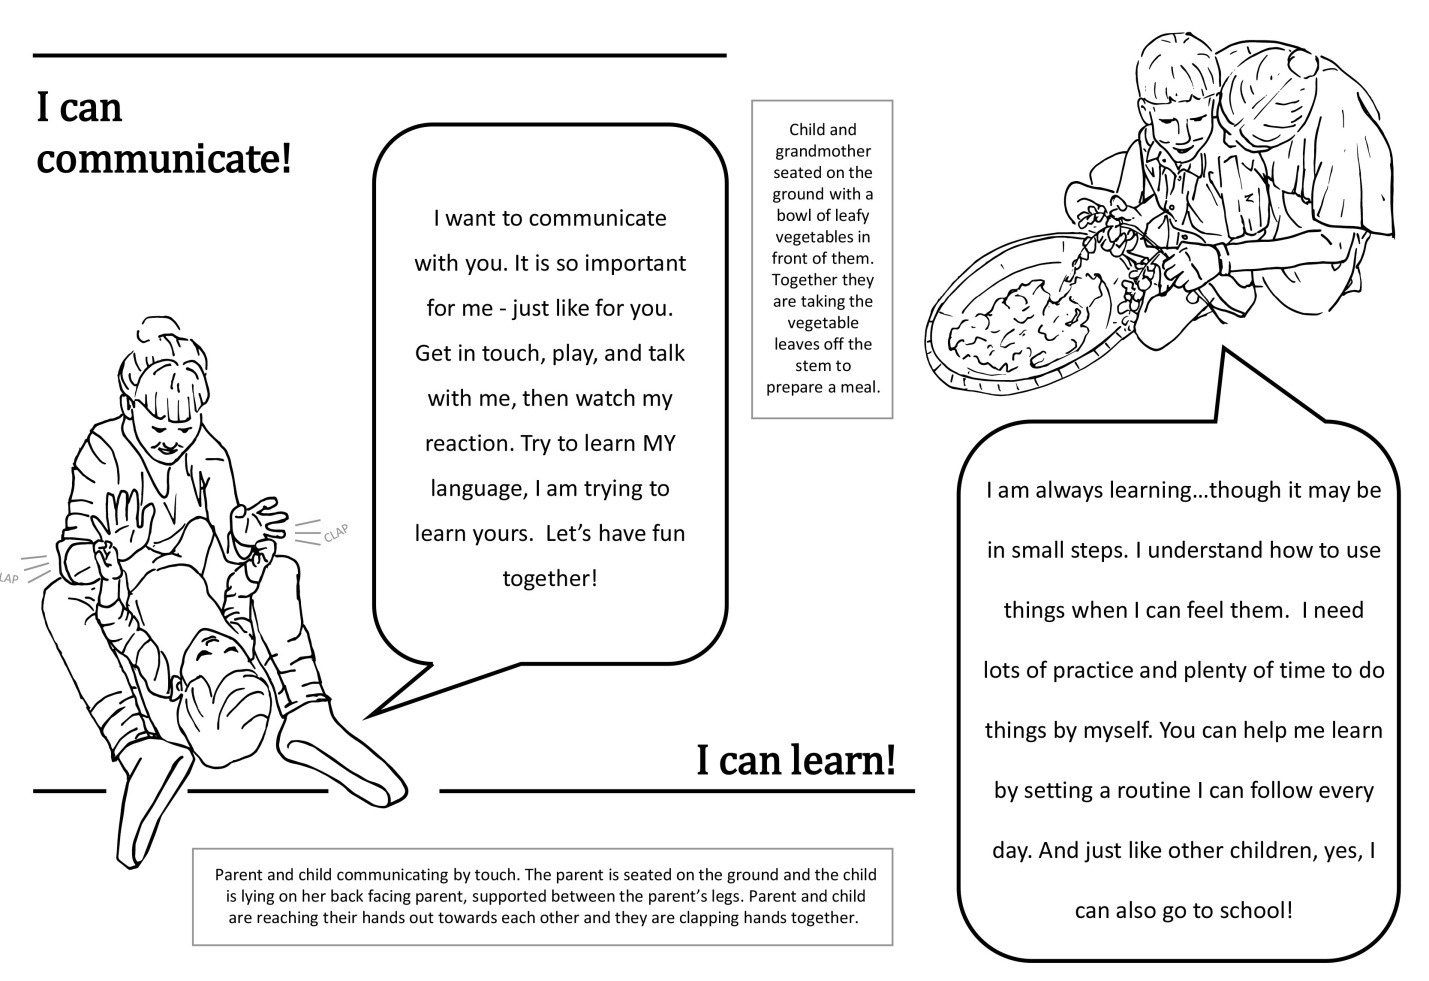 I can
communicate!
I want to communicate
with you. It is so important
for me - just like for you.
Get in touch, play, and talk
with me, then watch my
reaction. Try to learn MY
language, I am trying to
learn yours.  Let’s have fun
together!
CLAP
LAP
Parent and child communicating by touch. The parent is seated on the ground and the child
is lying on her back facing parent, supported between the parent’s legs. Parent and child
are reaching their hands out towards each other and they are clapping hands together.
Child and
grandmother
seated on the
ground with a
bowl of leafy
vegetables in
front of them.
Together they
are taking the
vegetable
leaves off the
stem to
prepare a meal.
I can learn!
I am always learning...though it may be
in small steps. I understand how to use
things when I can feel them.  I need
lots of practice and plenty of time to do
things by myself. You can help me learn
by setting a routine I can follow every
day. And just like other children, yes, I
can also go to school!